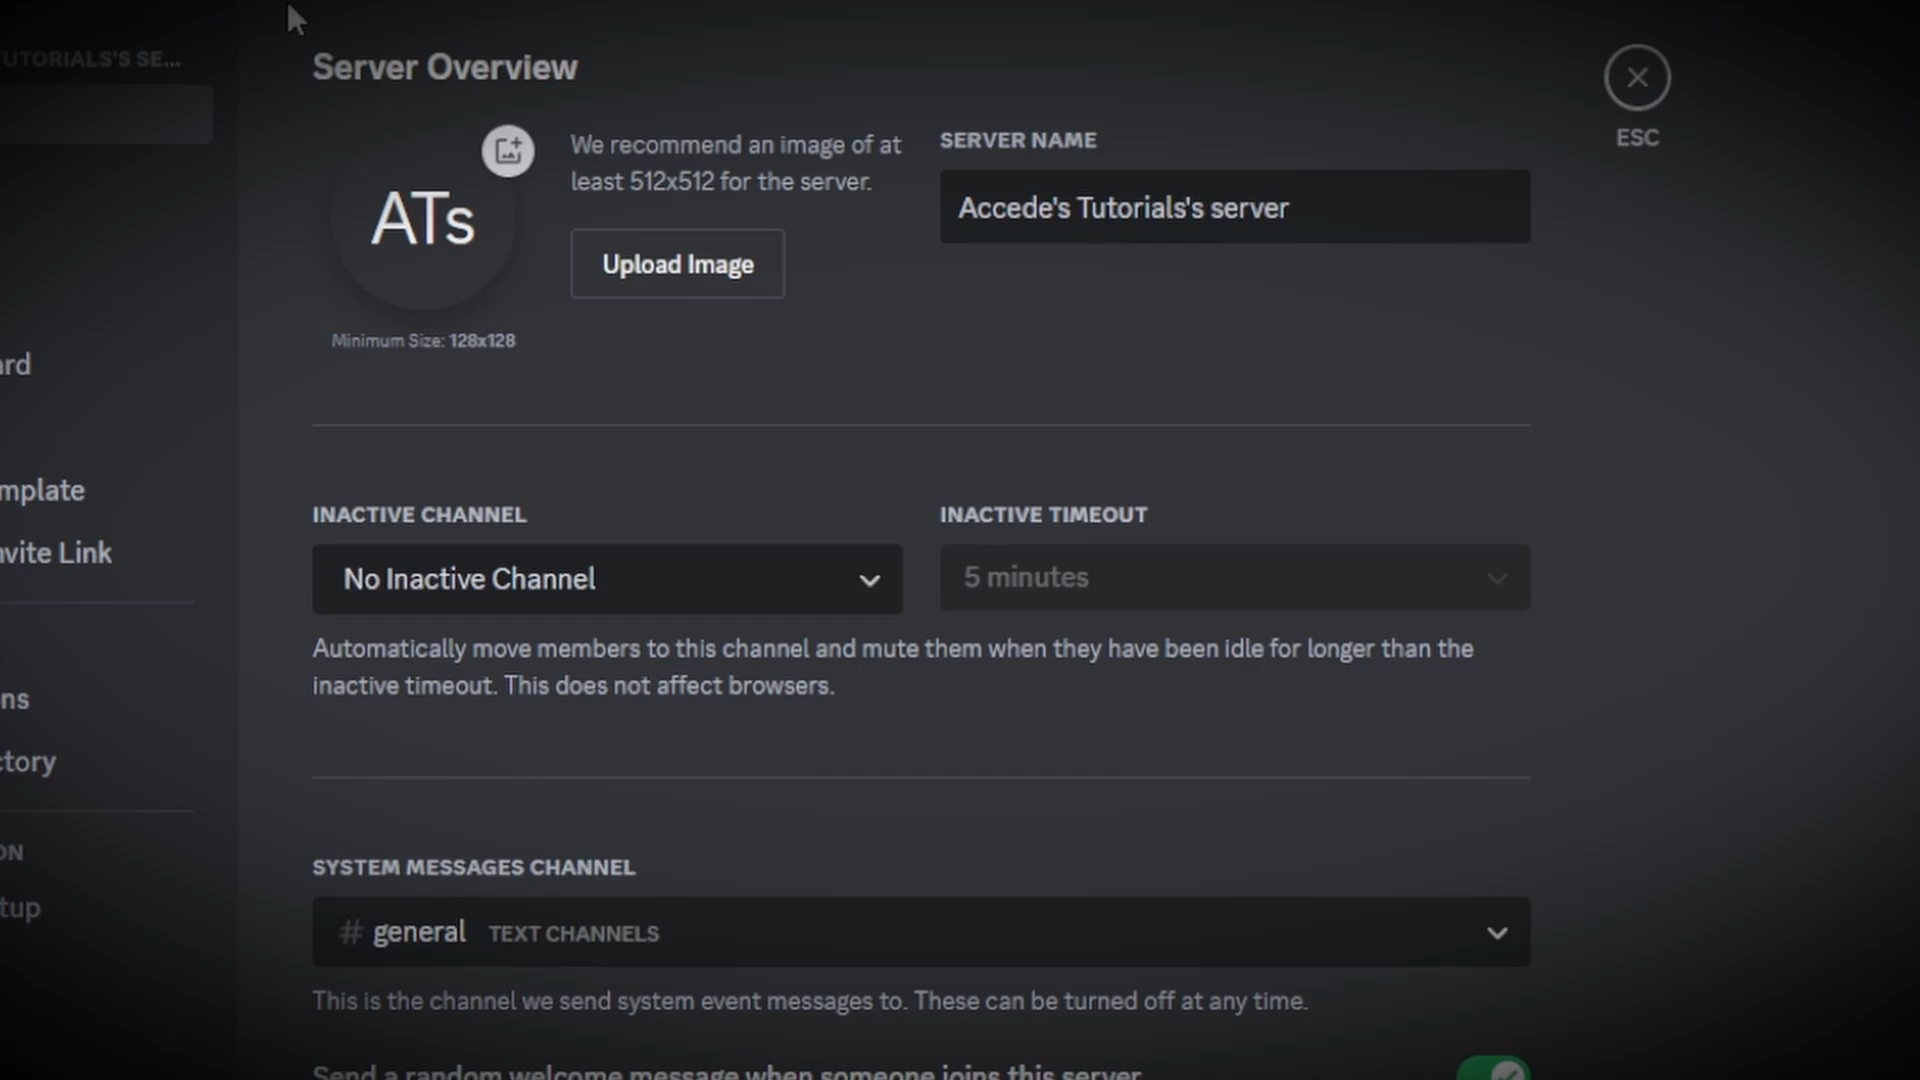 TUTORIALS'S SE...
Server Overview
ESC
ATs
Minimum Size: 128x128
We recommend an image of at
least 512x512 for the server.
Upload Image
SERVER NAME
Accede's Tutorials's server
mplate
nvite Link
ons
ctory
ON
tup
INACTIVE CHANNEL
No Inactive Channel
INACTIVE TIMEOUT
5 minutes
Automatically move members to this channel and mute them when they have been idle for longer than the
inactive timeout. This does not affect browsers.
SYSTEM MESSAGES CHANNEL
# general TEXT CHANNELS
This is the channel we send system event messages to. These can be turned off at any time.
Send a random welcome message when someone joins this server